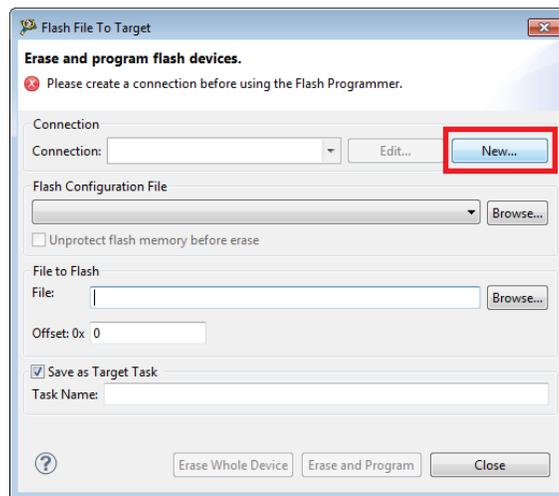 Flash File To Target
Erase and program flash devices.
Please create a connection before using the Flash Programmer.
Connection
Connection: Edit... New...
Flash Configuration File
Browse...
Unprotect flash memory before erase
File to Flash
File: Browse...
Offset: 0x 0
Save as Target Task
Task Name:
? Erase Whole Device Erase and Program Close